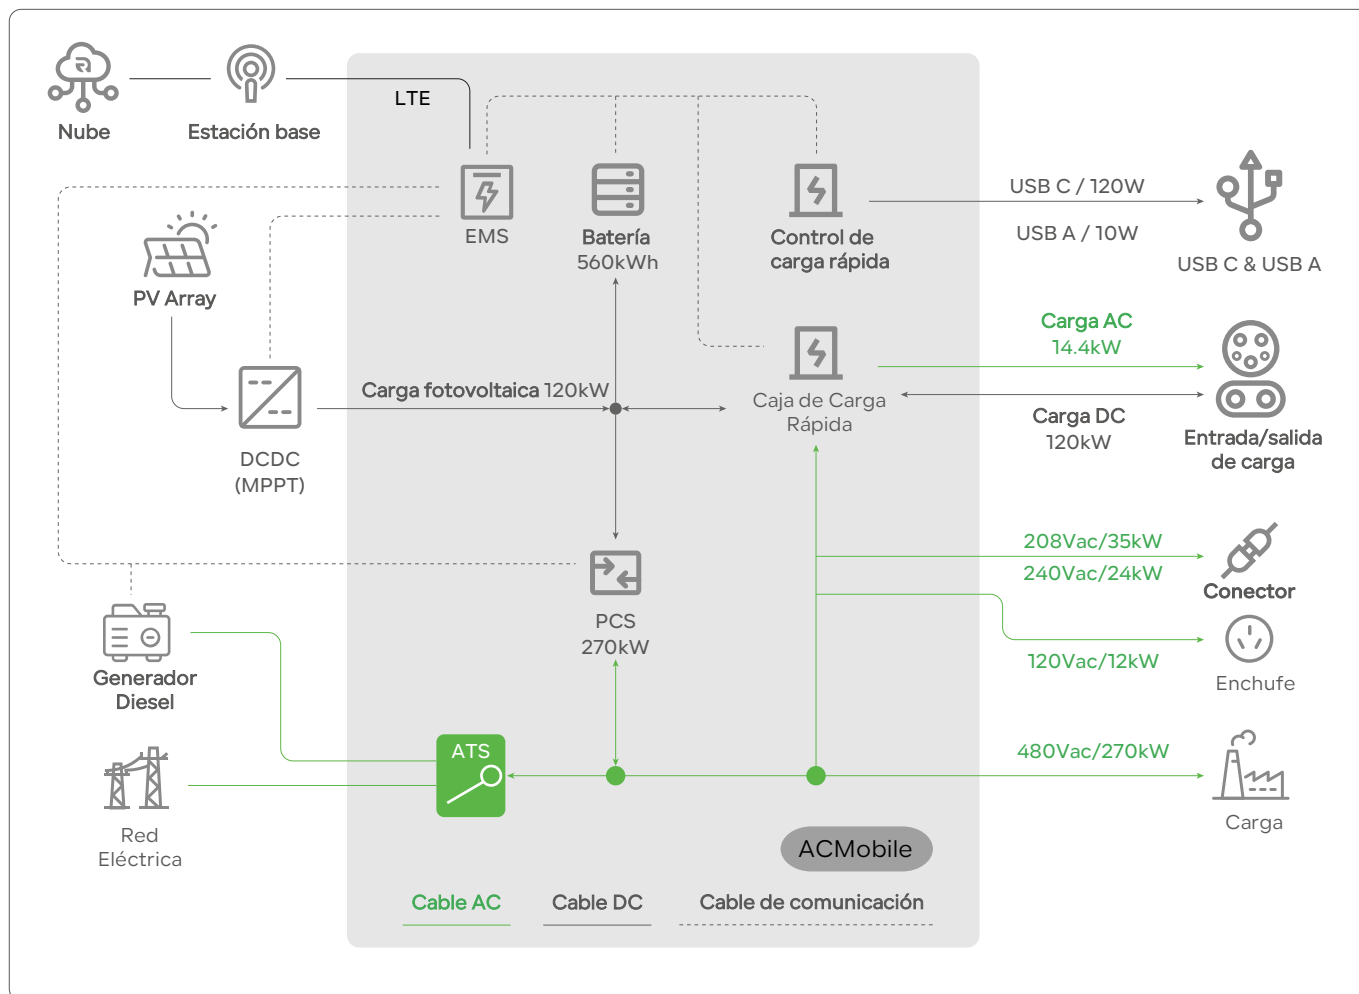 LTE
Nube
Estación base
EMS
Batería
560kWh
Control de
carga rápida
USB C / 120W
USB A / 10W
USB C & USB A
PV Array
Carga AC
14.4kW
Carga fotovoltaica 120kW
Caja de Carga
Rápida
Carga DC
120kW
Entrada/salida
de carga
DCDC
(MPPT)
208Vac/35kW
240Vac/24kW
Conector
PCS
270kW
120Vac/12kW
Enchufe
Generador
Diesel
ATS
480Vac/270kW
Carga
Red
Eléctrica
ACMobile
Cable AC
Cable DC
Cable de comunicación